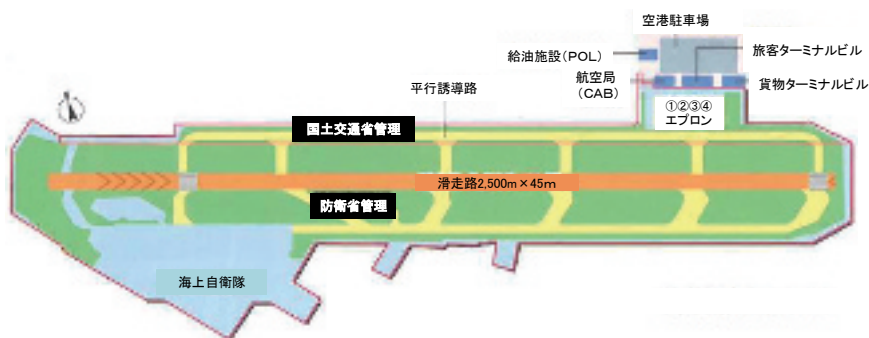 空港駐車場
給油施設(POL)
旅客ターミナルビル
航空局
(CAB)
貨物ターミナルビル
平行誘導路
①②③④
エプロン
国土交通省管理
滑走路2,500m×45m
防衛省管理
海上自衛隊